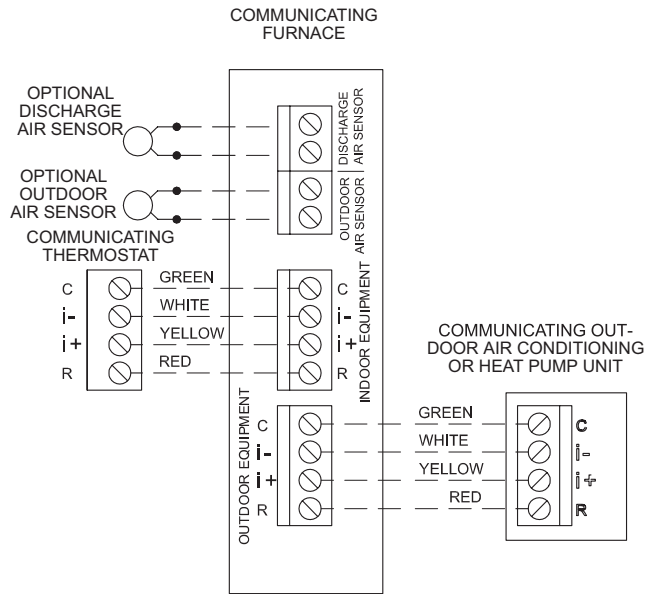 COMMUNICATING
FURNACE
OPTIONAL
DISCHARGE
AIR SENSOR
DISCHARGE
AIR SENSOR
OPTIONAL
OUTDOOR
AIR SENSOR
OUTDOOR
AIR SENSOR
COMMUNICATING
THERMOSTAT
C GREEN C
i- WHITE i-
i+ YELLOW i+
R RED R
INDOOR EQUIPMENT
COMMUNICATING OUT-
DOOR AIR CONDITIONING
OR HEAT PUMP UNIT
OUTDOOR EQUIPMENT
C GREEN C
i- WHITE i-
i+ YELLOW i+
R RED R